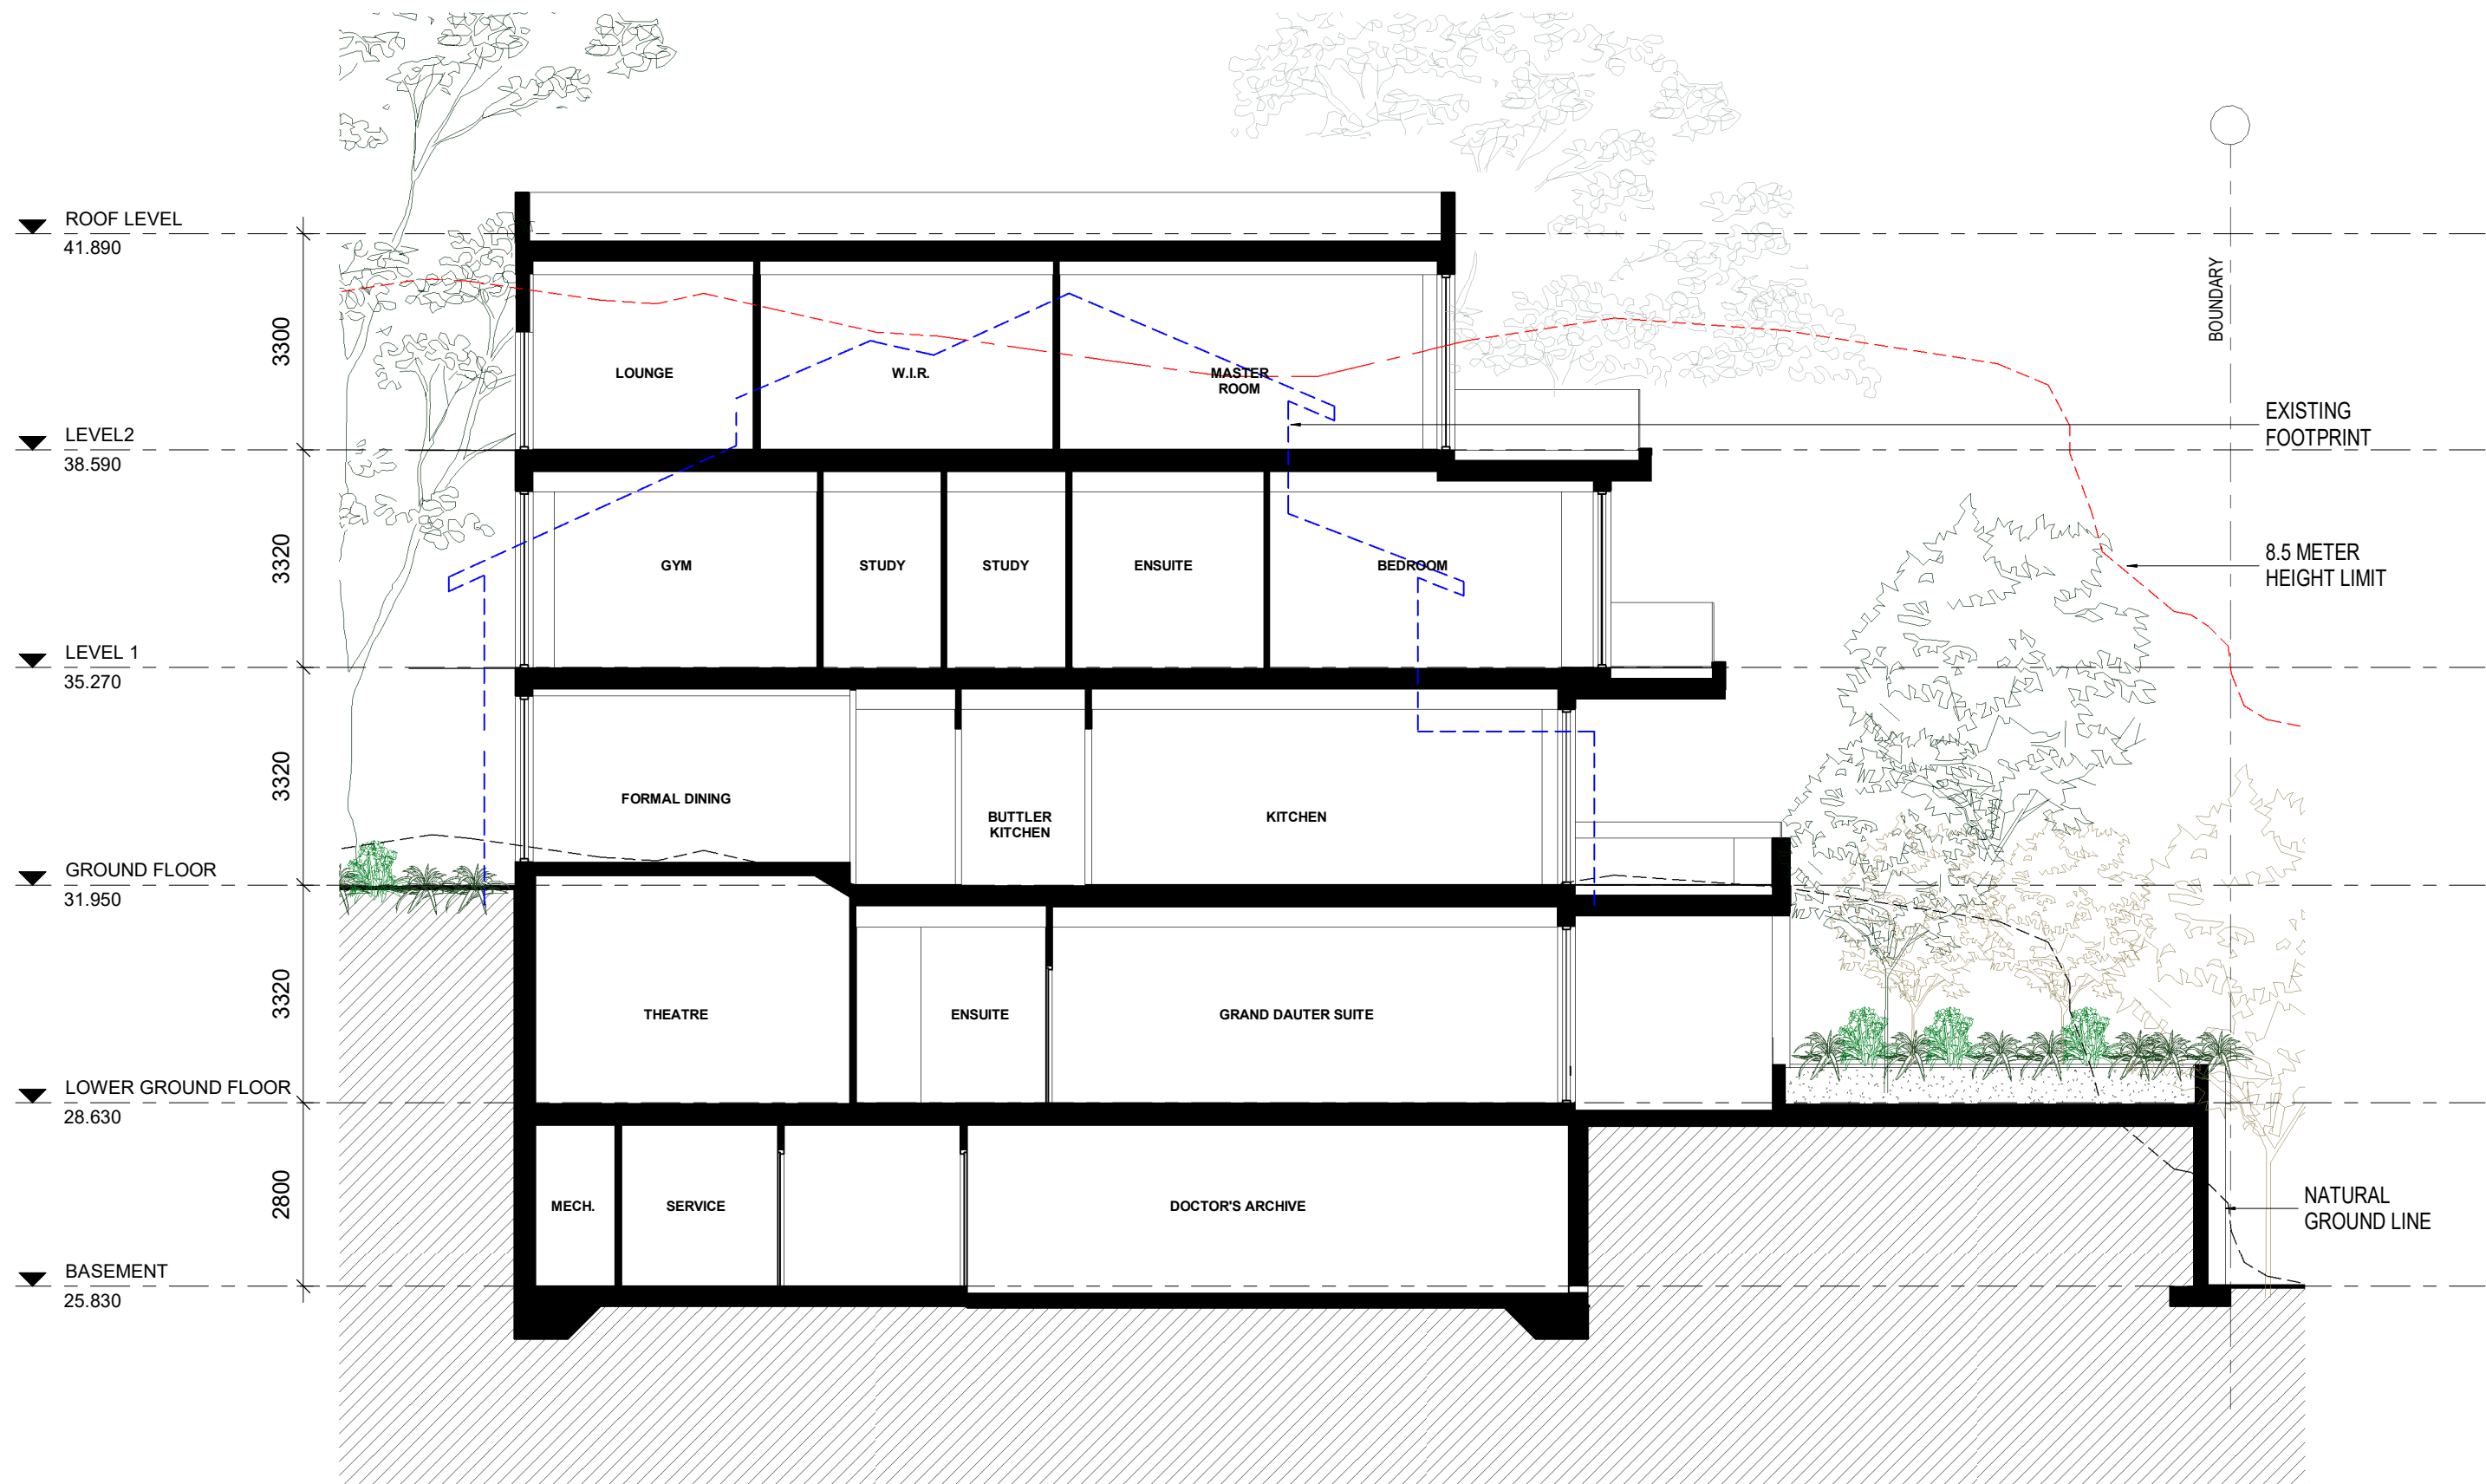 ROOF LEVEL
41.890
3300
LOUNGE
W.I.R.
MASTER
ROOM
BOUNDARY
EXISTING
FOOTPRINT
LEVEL2
38.590
3320
GYM
STUDY
STUDY
ENSUITE
BEDROOM
8.5 METER
HEIGHT LIMIT
LEVEL 1
35.270
3320
FORMAL DINING
BUTTLER
KITCHEN
KITCHEN
GROUND FLOOR
31.950
3320
THEATRE
ENSUITE
GRAND DAUTER SUITE
LOWER GROUND FLOOR
28.630
2800
MECH.
SERVICE
DOCTOR'S ARCHIVE
NATURAL
GROUND LINE
BASEMENT
25.830